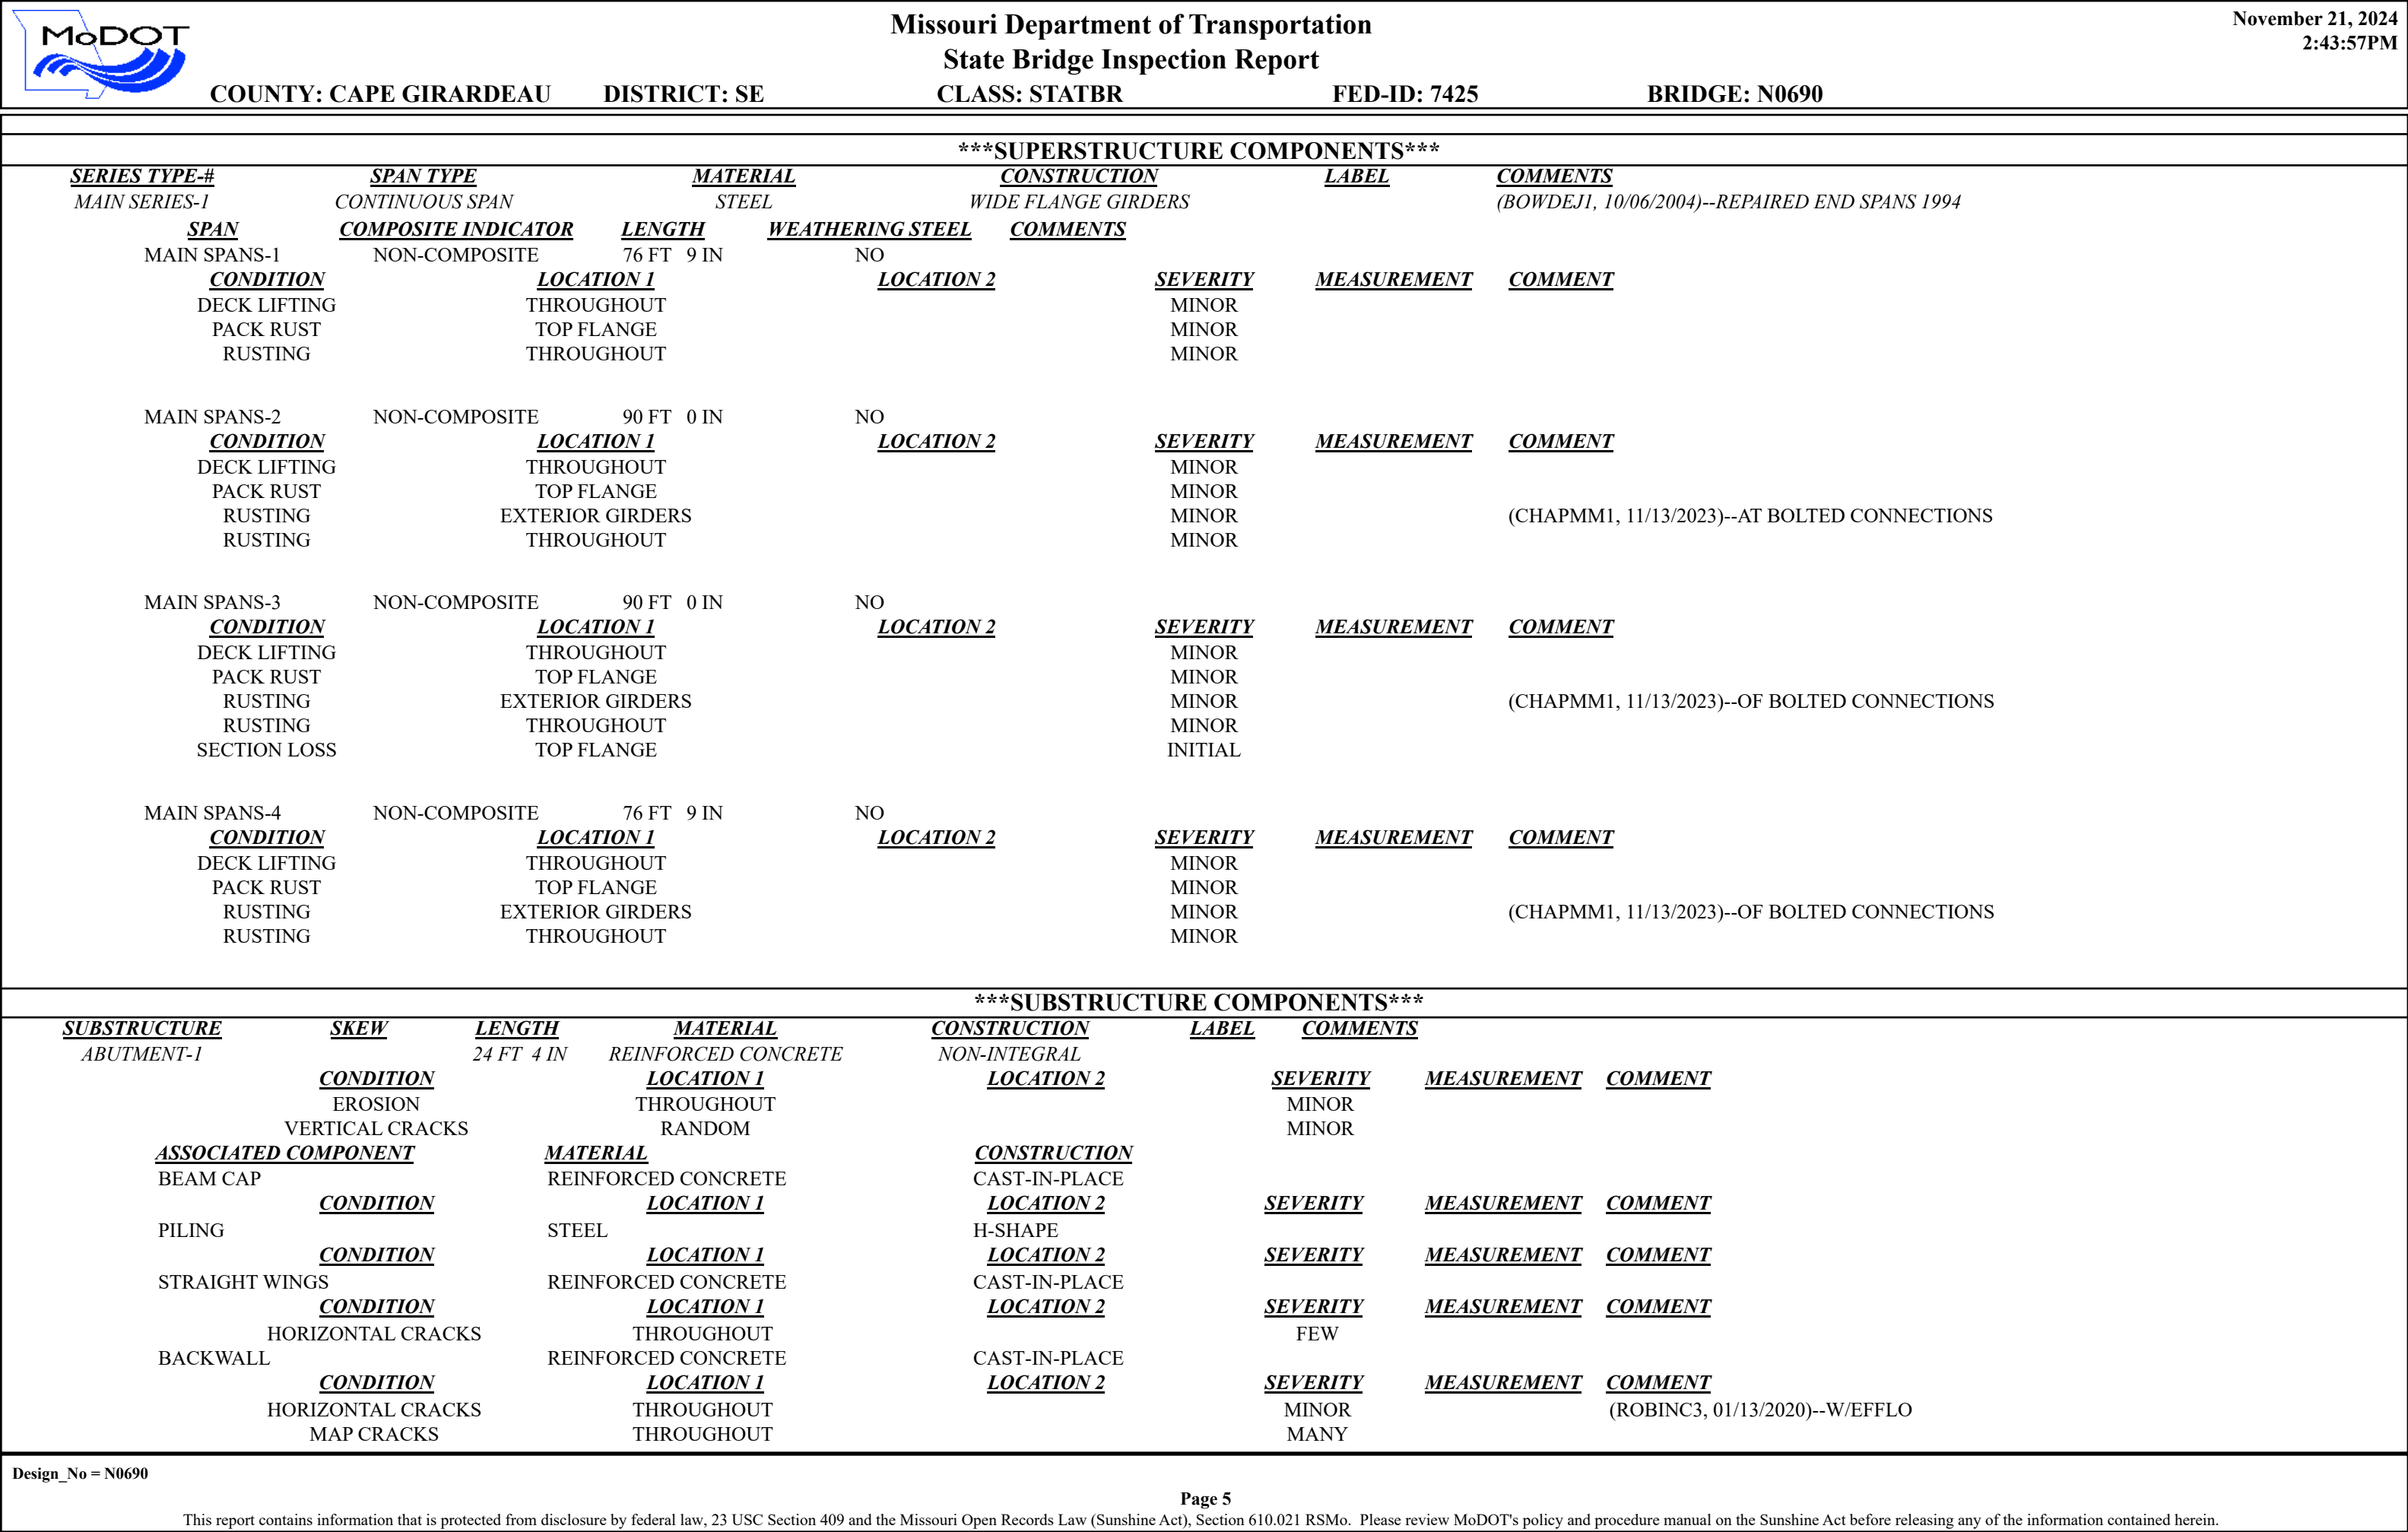 MoDOT
Missouri Department of Transportation
State Bridge Inspection Report
November 21, 2024
2:43:57PM
COUNTY: CAPE GIRARDEAU DISTRICT: SE CLASS: STATBR FED-ID: 7425 BRIDGE: N0690
***SUPERSTRUCTURE COMPONENTS***
SERIES TYPE-# SPAN TYPE MATERIAL CONSTRUCTION LABEL COMMENTS
MAIN SERIES-1 CONTINUOUS SPAN STEEL WIDE FLANGE GIRDERS (BOWDEJ1, 10/06/2004)--REPAIRED END SPANS 1994
SPAN COMPOSITE INDICATOR LENGTH WEATHERING STEEL COMMENTS
MAIN SPANS-1 NON-COMPOSITE 76 FT 9 IN NO
CONDITION LOCATION 1 LOCATION 2 SEVERITY MEASUREMENT COMMENT
DECK LIFTING THROUGHOUT MINOR
PACK RUST TOP FLANGE MINOR
RUSTING THROUGHOUT MINOR
MAIN SPANS-2 NON-COMPOSITE 90 FT 0 IN NO
CONDITION LOCATION 1 LOCATION 2 SEVERITY MEASUREMENT COMMENT
DECK LIFTING THROUGHOUT MINOR
PACK RUST TOP FLANGE MINOR
RUSTING EXTERIOR GIRDERS MINOR (CHAPMM1, 11/13/2023)--AT BOLTED CONNECTIONS
RUSTING THROUGHOUT MINOR
MAIN SPANS-3 NON-COMPOSITE 90 FT 0 IN NO
CONDITION LOCATION 1 LOCATION 2 SEVERITY MEASUREMENT COMMENT
DECK LIFTING THROUGHOUT MINOR
PACK RUST TOP FLANGE MINOR
RUSTING EXTERIOR GIRDERS MINOR (CHAPMM1, 11/13/2023)--OF BOLTED CONNECTIONS
RUSTING THROUGHOUT MINOR
SECTION LOSS TOP FLANGE INITIAL
MAIN SPANS-4 NON-COMPOSITE 76 FT 9 IN NO
CONDITION LOCATION 1 LOCATION 2 SEVERITY MEASUREMENT COMMENT
DECK LIFTING THROUGHOUT MINOR
PACK RUST TOP FLANGE MINOR
RUSTING EXTERIOR GIRDERS MINOR (CHAPMM1, 11/13/2023)--OF BOLTED CONNECTIONS
RUSTING THROUGHOUT MINOR
***SUBSTRUCTURE COMPONENTS***
SUBSTRUCTURE SKEW LENGTH MATERIAL CONSTRUCTION LABEL COMMENTS
ABUTMENT-1 24 FT 4 IN REINFORCED CONCRETE NON-INTEGRAL
CONDITION LOCATION 1 LOCATION 2 SEVERITY MEASUREMENT COMMENT
EROSION THROUGHOUT MINOR
VERTICAL CRACKS RANDOM MINOR
ASSOCIATED COMPONENT MATERIAL CONSTRUCTION
BEAM CAP REINFORCED CONCRETE CAST-IN-PLACE
CONDITION LOCATION 1 LOCATION 2 SEVERITY MEASUREMENT COMMENT
PILING STEEL H-SHAPE
CONDITION LOCATION 1 LOCATION 2 SEVERITY MEASUREMENT COMMENT
STRAIGHT WINGS REINFORCED CONCRETE CAST-IN-PLACE
CONDITION LOCATION 1 LOCATION 2 SEVERITY MEASUREMENT COMMENT
HORIZONTAL CRACKS THROUGHOUT FEW
BACKWALL REINFORCED CONCRETE CAST-IN-PLACE
CONDITION LOCATION 1 LOCATION 2 SEVERITY MEASUREMENT COMMENT
HORIZONTAL CRACKS THROUGHOUT MINOR (ROBINC3, 01/13/2020)--W/EFFLO
MAP CRACKS THROUGHOUT MANY
Design_No = N0690
Page 5
This report contains information that is protected from disclosure by federal law, 23 USC Section 409 and the Missouri Open Records Law (Sunshine Act), Section 610.021 RSMo. Please review MoDOT's policy and procedure manual on the Sunshine Act before releasing any of the information contained herein.